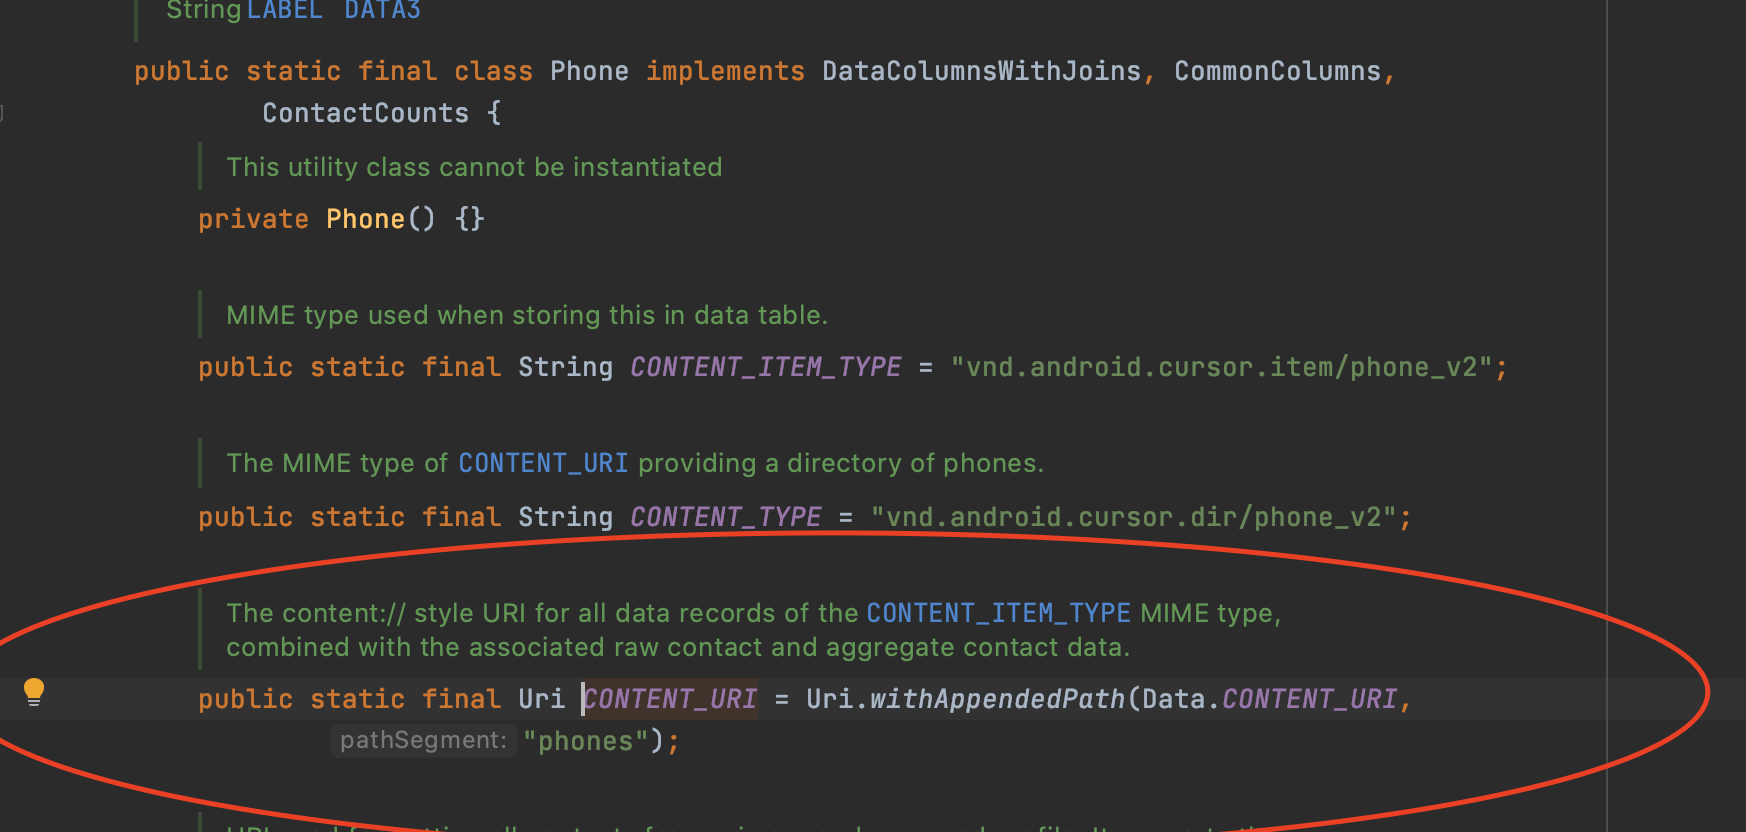 String LABEL DATA3
public static final class Phone implements DataColumnsWithJoins, CommonColumns,
ContactCounts {
This utility class cannot be instantiated
private Phone() {}
MIME type used when storing this in data table.
public static final String CONTENT_ITEM_TYPE = "vnd.android.cursor.item/phone_v2";
The MIME type of CONTENT_URI providing a directory of phones.
public static final String CONTENT_TYPE = "vnd.android.cursor.dir/phone_v2";
The content:// style URI for all data records of the CONTENT_ITEM_TYPE MIME type,
combined with the associated raw contact and aggregate contact data.
public static final Uri CONTENT_URI = Uri.withAppendedPath(Data.CONTENT_URI,
pathSegment: "phones");